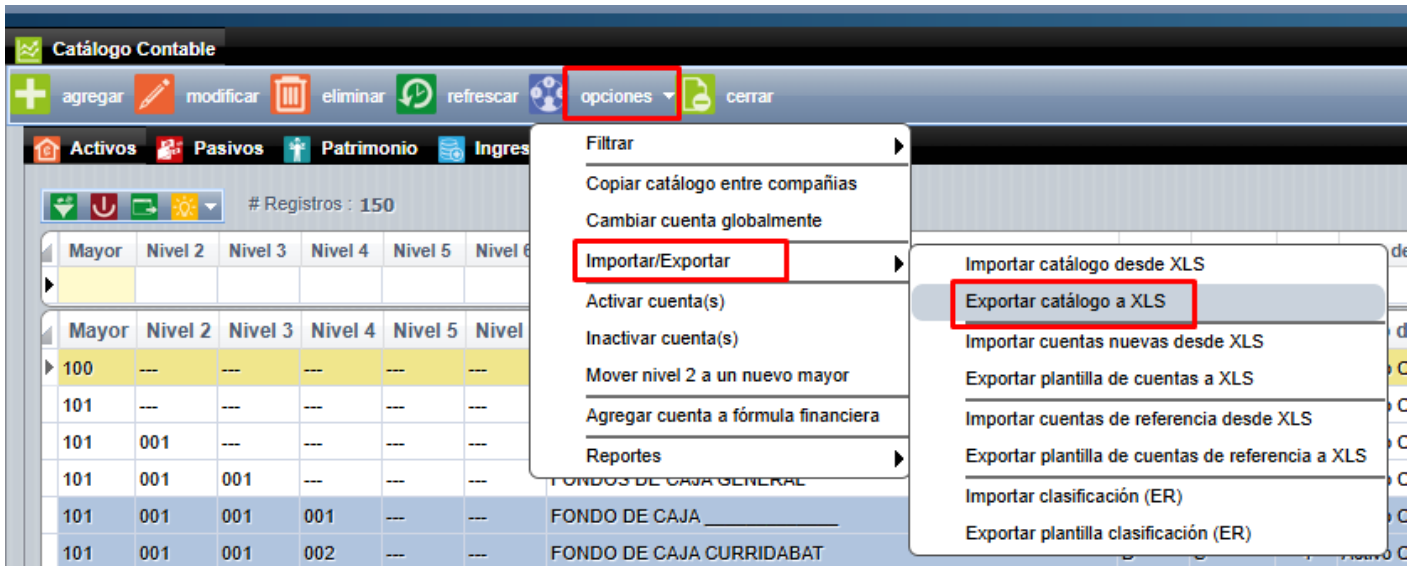 Catálogo Contable
agregar modificar eliminar refrescar opciones cerrar
Activos Pasivos Patrimonio Ingres
# Registros : 150
Mayor Nivel 2 Nivel 3 Nivel 4 Nivel 5 Nivel 6 de
Mayor Nivel 2 Nivel 3 Nivel 4 Nivel 5 Nivel
100 --- --- --- --- ---
101 --- --- --- --- ---
101 001 --- --- --- ---
101 001 001 --- --- --- FONDOS DE CAJA GENERAL
101 001 001 001 --- --- FONDO DE CAJA _____________
101 001 001 002 --- --- FONDO DE CAJA CURRIDABAT
Filtrar
Copiar catálogo entre compañias
Cambiar cuenta globalmente
Importar/Exportar
Activar cuenta(s)
Inactivar cuenta(s)
Mover nivel 2 a un nuevo mayor
Agregar cuenta a fórmula financiera
Reportes
Importar catálogo desde XLS
Exportar catálogo a XLS
Importar cuentas nuevas desde XLS
Exportar plantilla de cuentas a XLS
Importar cuentas de referencia desde XLS
Exportar plantilla de cuentas de referencia a XLS
Importar clasificación (ER)
Exportar plantilla clasificación (ER)